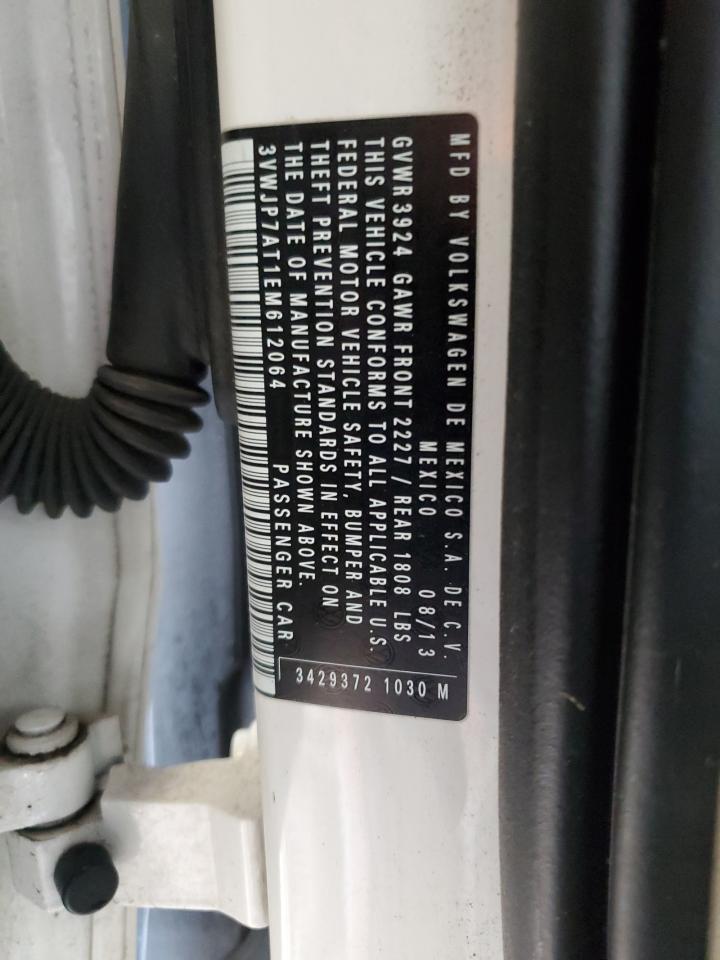 MFD BY VOLKSWAGEN DE MEXICO S.A. DE C.V.
MEXICO 08/13
GVWR 3924 GAWR FRONT 2227 / REAR 1808 LBS
THIS VEHICLE CONFORMS TO ALL APPLICABLE U.S.
FEDERAL MOTOR VEHICLE SAFETY, BUMPER AND
THEFT PREVENTION STANDARDS IN EFFECT ON
THE DATE OF MANUFACTURE SHOWN ABOVE.
3VWJP7AT1EM612064 PASSENGER CAR
3429372 1030 M